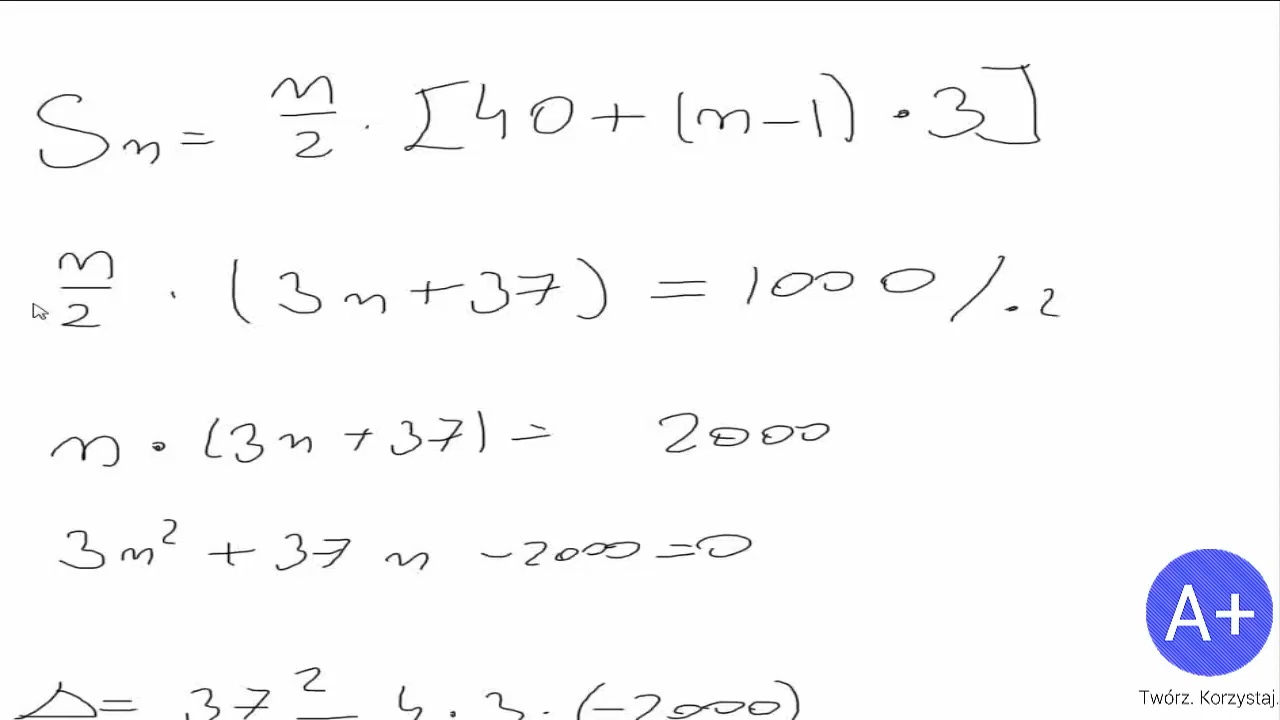 Sn = n/2 · [40 + (n-1) · 3]
n/2 · (3n + 37) = 1000 /· 2
n · (3n + 37) = 2000
3n² + 37n - 2000 = 0
Δ = 37² - 4 · 3 · (-2000)
A+
Twórz. Korzystaj.